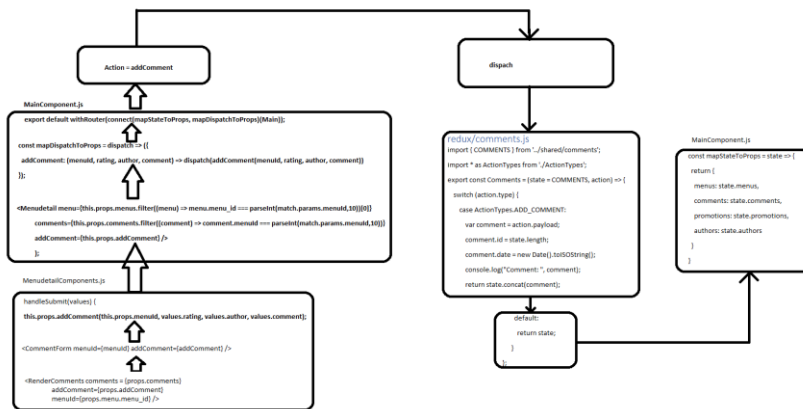 Action = addComment
dispach
MainComponent.js
export default withRouter(connect(mapStateToProps, mapDispatchToProps)(Main));
const mapDispatchToProps = dispatch => ({
addComment: (menuId, rating, author, comment) => dispatch(addComment(menuId, rating, author, comment))
});
<Menudetail menu={this.props.menus.filter((menu) => menu.menu_id === parseInt(match.params.menuId,10))[0]}
comments={this.props.comments.filter((comment) => comment.menuId === parseInt(match.params.menuId,10))}
addComment={this.props.addComment} />
};
MenudetailComponents.js
handleSubmit(values) {
this.props.addComment(this.props.menuId, values.rating, values.author, values.comment);
<CommentForm menuId={menuId} addComment={addComment} />
<RenderComments comments = {props.comments}
addComment={props.addComment}
menuId={props.menu.menu_id} />
redux/comments.js
import { COMMENTS } from '../shared/comments';
import * as ActionTypes from './ActionTypes';
export const Comments = (state = COMMENTS, action) => {
switch (action.type) {
case ActionTypes.ADD_COMMENT:
var comment = action.payload;
comment.id = state.length;
comment.date = new Date().toISOString();
console.log("Comment: ", comment);
return state.concat(comment);
default:
return state;
}
};
MainComponent.js
const mapStateToProps = state => {
return {
menus: state.menus,
comments: state.comments,
promotions: state.promotions,
authors: state.authors
}
}